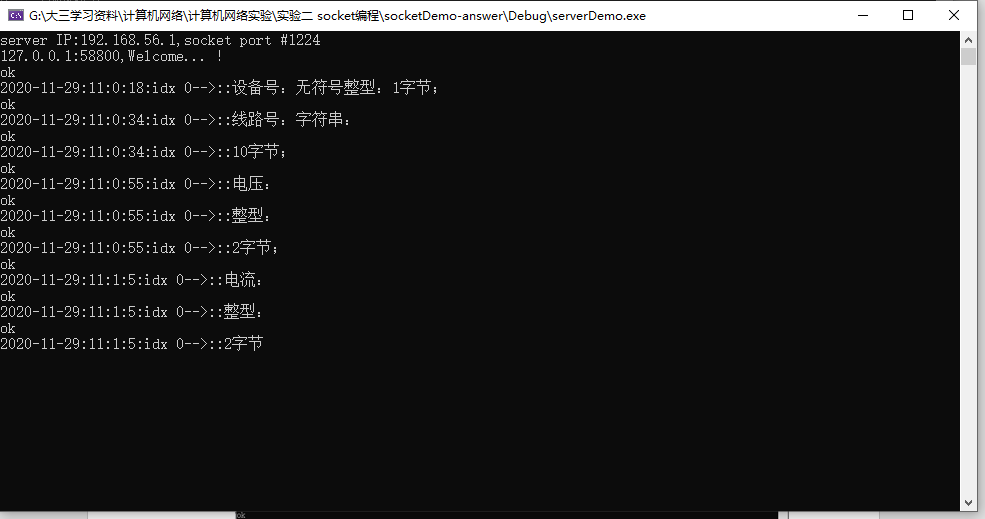 G:\大三学习资料\计算机网络\计算机网络实验\实验二 socket编程\socketDemo-answer\Debug\serverDemo.exe
server IP:192.168.56.1,socket port #1224
127.0.0.1:58800,Welcome... !
ok
2020-11-29:11:0:18:idx 0-->::设备号：无符号整型：1字节；
ok
2020-11-29:11:0:34:idx 0-->::线路号：字符串：
ok
2020-11-29:11:0:34:idx 0-->::10字节；
ok
2020-11-29:11:0:55:idx 0-->::电压：
ok
2020-11-29:11:0:55:idx 0-->::整型：
ok
2020-11-29:11:0:55:idx 0-->::2字节；
ok
2020-11-29:11:1:5:idx 0-->::电流：
ok
2020-11-29:11:1:5:idx 0-->::整型：
ok
2020-11-29:11:1:5:idx 0-->::2字节
ok